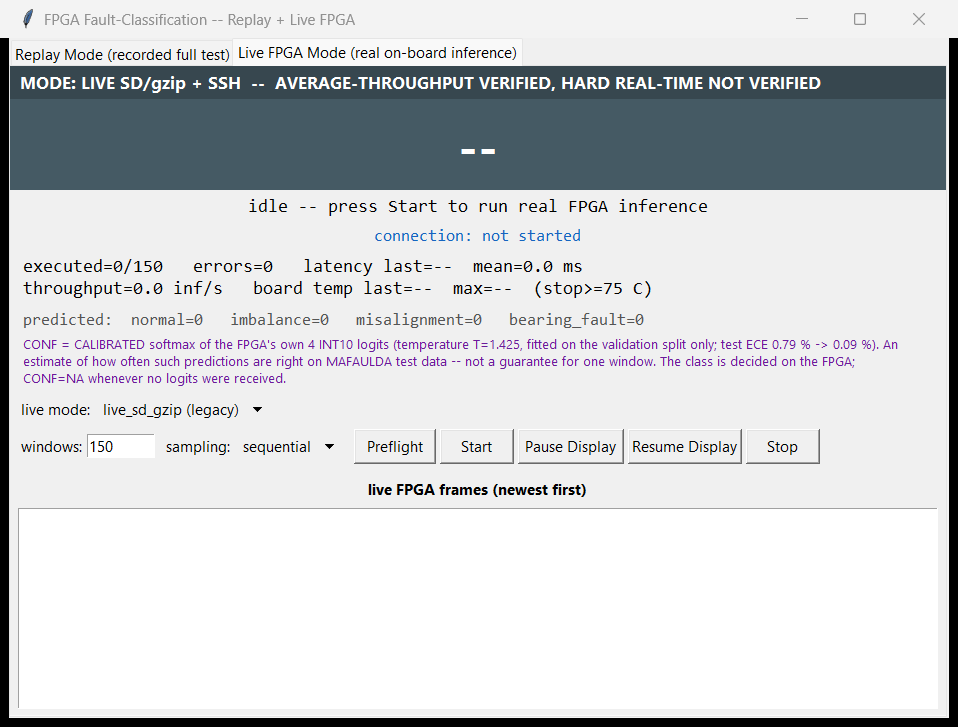 FPGA Fault-Classification -- Replay + Live FPGA
Replay Mode (recorded full test) Live FPGA Mode (real on-board inference)
MODE: LIVE SD/gzip + SSH -- AVERAGE-THROUGHPUT VERIFIED, HARD REAL-TIME NOT VERIFIED
--
idle -- press Start to run real FPGA inference
connection: not started
executed=0/150 errors=0 latency last=-- mean=0.0 ms
throughput=0.0 inf/s board temp last=-- max=-- (stop>=75 C)
predicted: normal=0 imbalance=0 misalignment=0 bearing_fault=0
CONF = CALIBRATED softmax of the FPGA's own 4 INT10 logits (temperature T=1.425, fitted on the validation split only; test ECE 0.79 % -> 0.09 %). An
estimate of how often such predictions are right on MAFAULDA test data -- not a guarantee for one window. The class is decided on the FPGA;
CONF=NA whenever no logits were received.
live mode: live_sd_gzip (legacy)
windows: 150 sampling: sequential Preflight Start Pause Display Resume Display Stop
live FPGA frames (newest first)